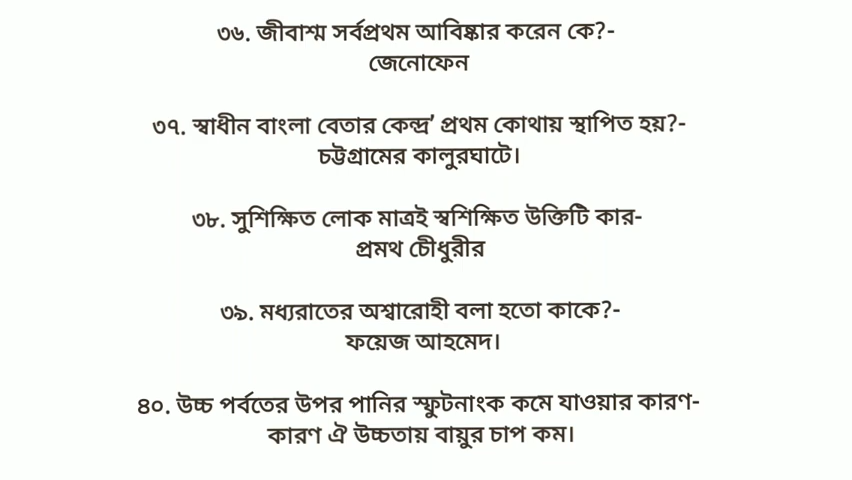 ৩৬. জীবাশ্ম সর্বপ্রথম আবিষ্কার করেন কে?-
জেনোফেন
৩৭. স্বাধীন বাংলা বেতার কেন্দ্র’ প্রথম কোথায় স্থাপিত হয়?-
চট্টগ্রামের কালুরঘাটে।
৩৮. সুশিক্ষিত লোক মাত্রই স্বশিক্ষিত উক্তিটি কার-
প্রমথ চৌধুরীর
৩৯. মধ্যরাতের অশ্বারোহী বলা হতো কাকে?-
ফয়েজ আহমেদ।
৪০. উচ্চ পর্বতের উপর পানির স্ফুটনাংক কমে যাওয়ার কারণ-
কারণ ঐ উচ্চতায় বায়ুর চাপ কম।